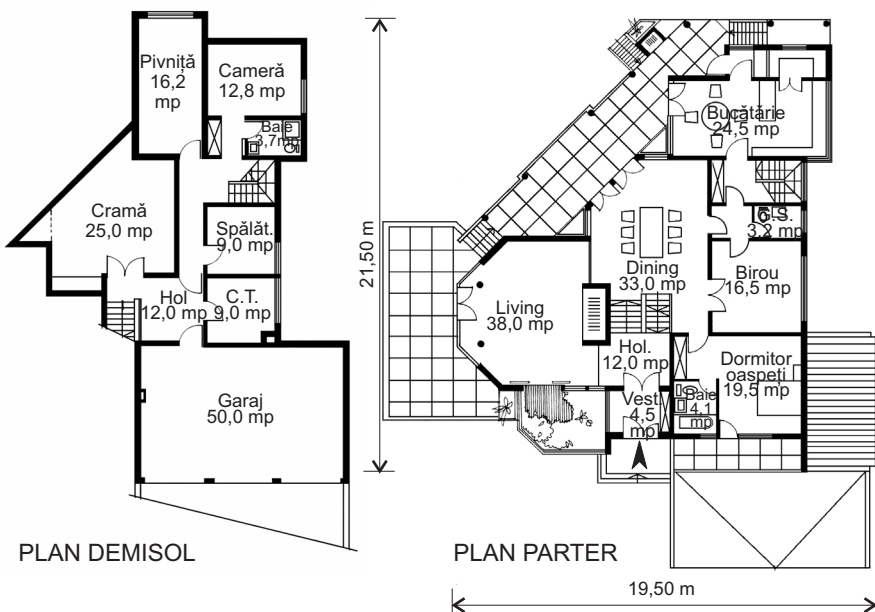 Pivniță
16,2
mp
Cameră
12,8 mp
Baie
3,7mp
Cramă
25,0 mp
Spălăt.
9,0 mp
Hol
12,0 mp
C.T.
9,0 mp
Garaj
50,0 mp
PLAN DEMISOL
21,50 m
Bucătărie
24,5 mp
G.S.
3,2 mp
Dining
33,0 mp
Birou
16,5 mp
Living
38,0 mp
Hol.
12,0 mp
Dormitor
oaspeți
19,5 mp
Baie
4,1
mp
Vest.
4,5
mp
PLAN PARTER
19,50 m